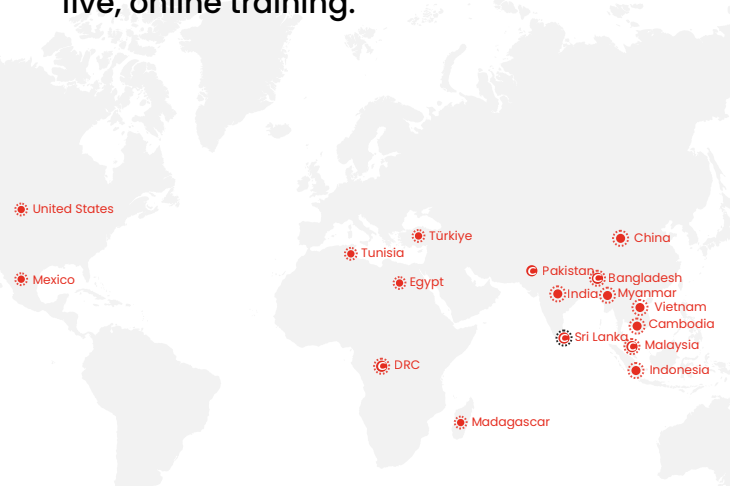 live, online training.
United States
Türkiye
China
Tunisia
Pakistan
Bangladesh
Mexico
Egypt
India
Myanmar
Vietnam
Cambodia
Sri Lanka
Malaysia
DRC
Indonesia
Madagascar